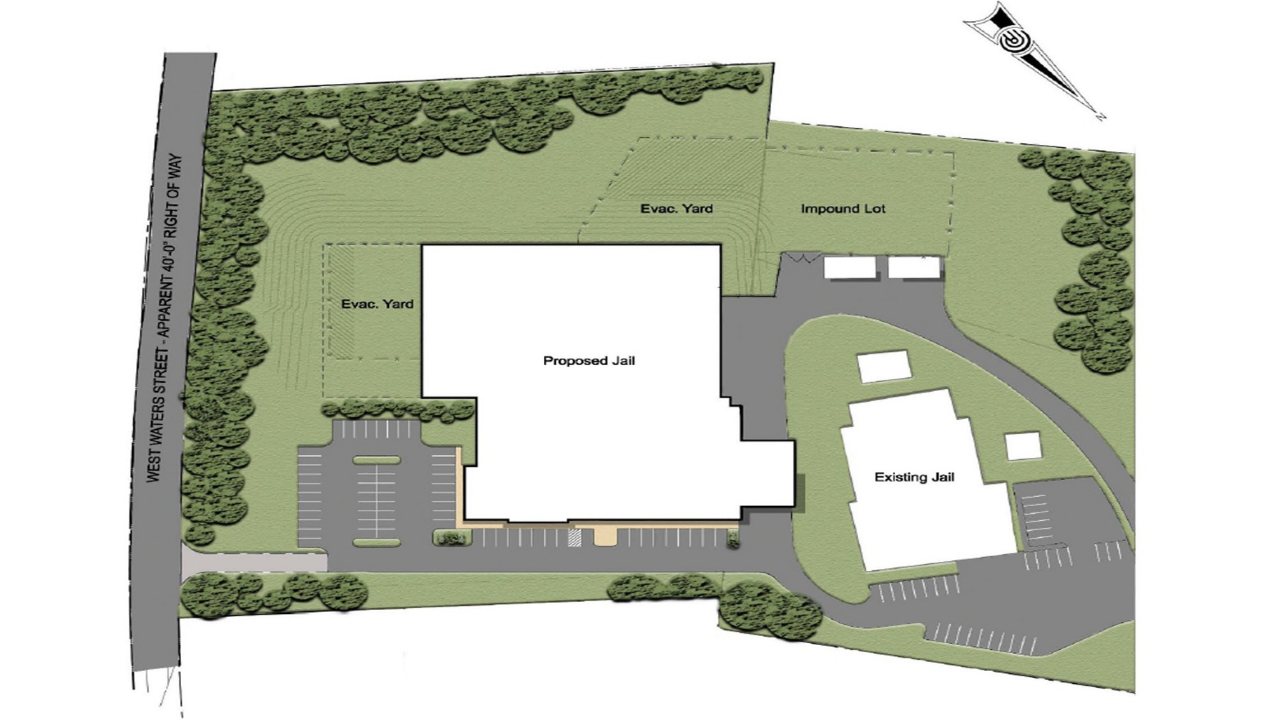 N
WEST WATERS STREET - APPARENT 40'-0" RIGHT OF WAY
Evac. Yard
Impound Lot
Evac. Yard
Proposed Jail
Existing Jail